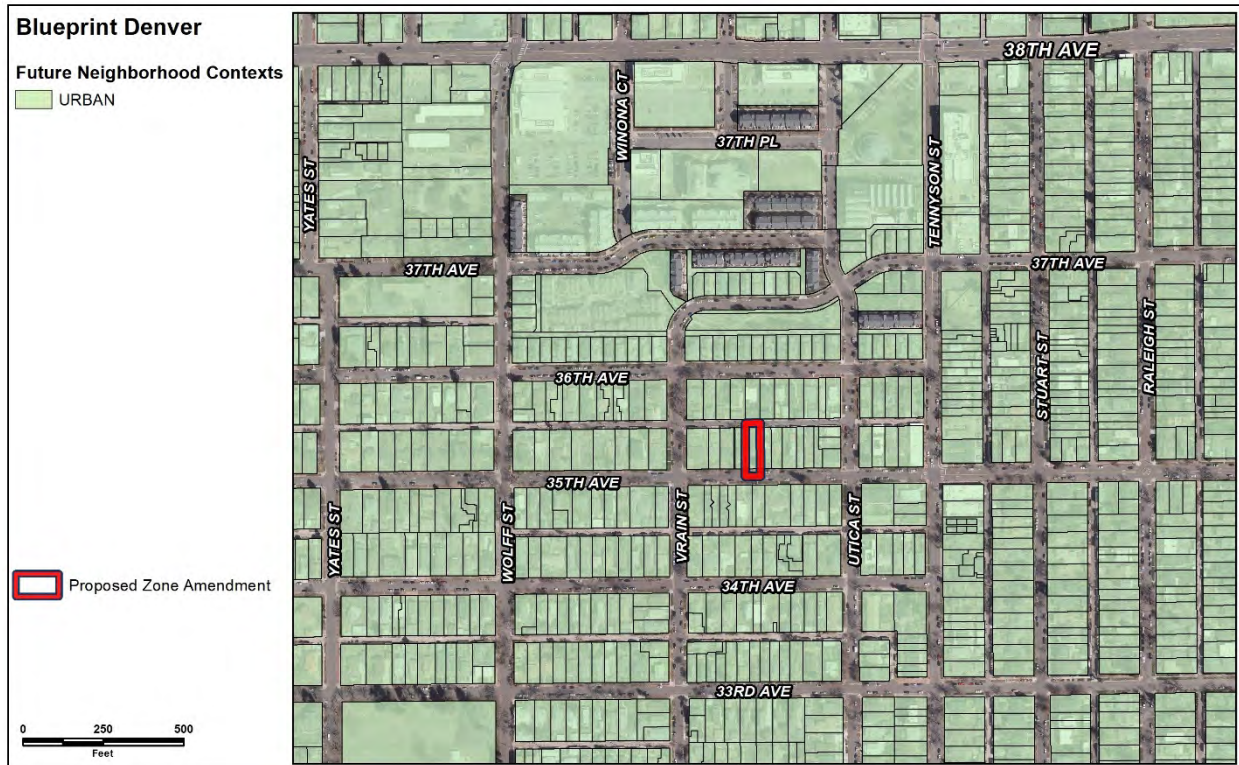 Blueprint Denver
Future Neighborhood Contexts
URBAN
Proposed Zone Amendment
0 250 500
Feet
38TH AVE
WINONA CT
37TH PL
YATES ST
TENNYSON ST
37TH AVE
37TH AVE
RALEIGH ST
STUART ST
36TH AVE
35TH AVE
YATES ST
WOLFF ST
VRAIN ST
UTICA ST
34TH AVE
33RD AVE